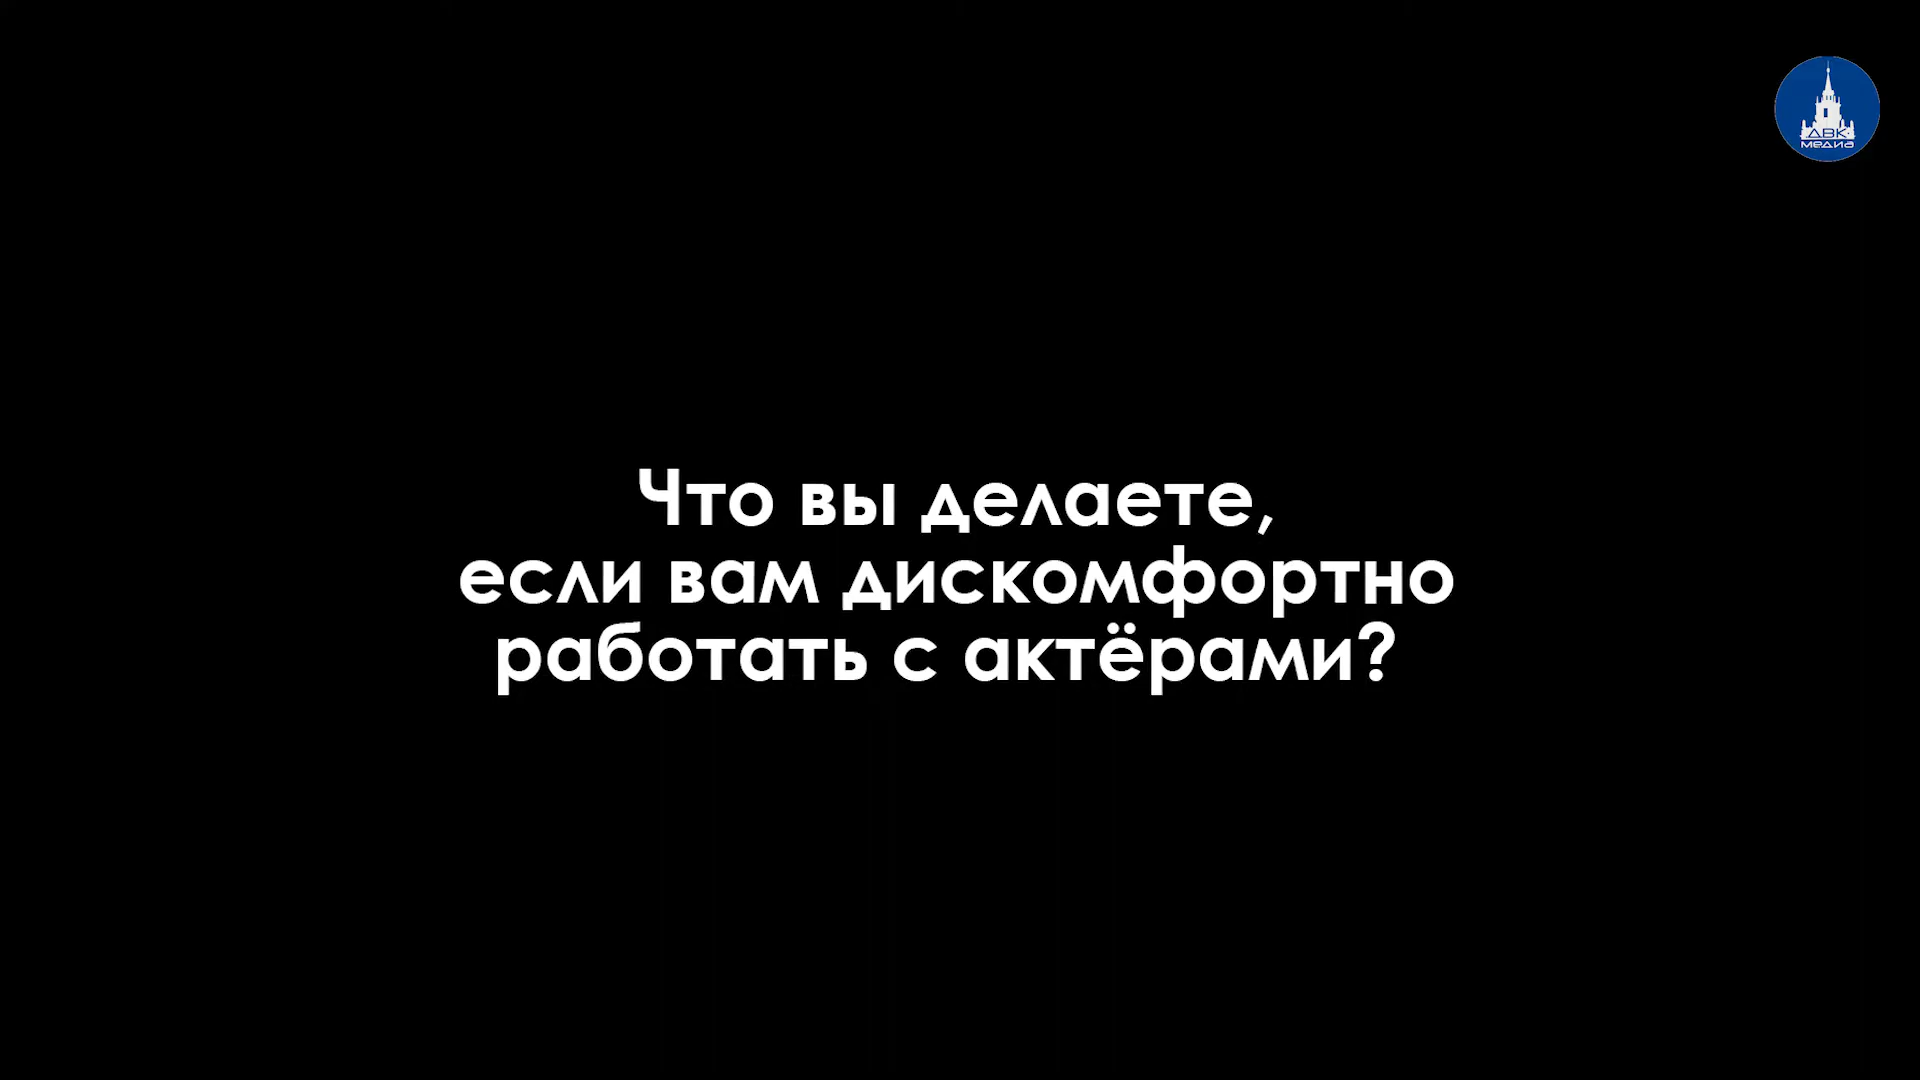 ДВК
медиа
Что вы делаете,
если вам дискомфортно
работать с актёрами?